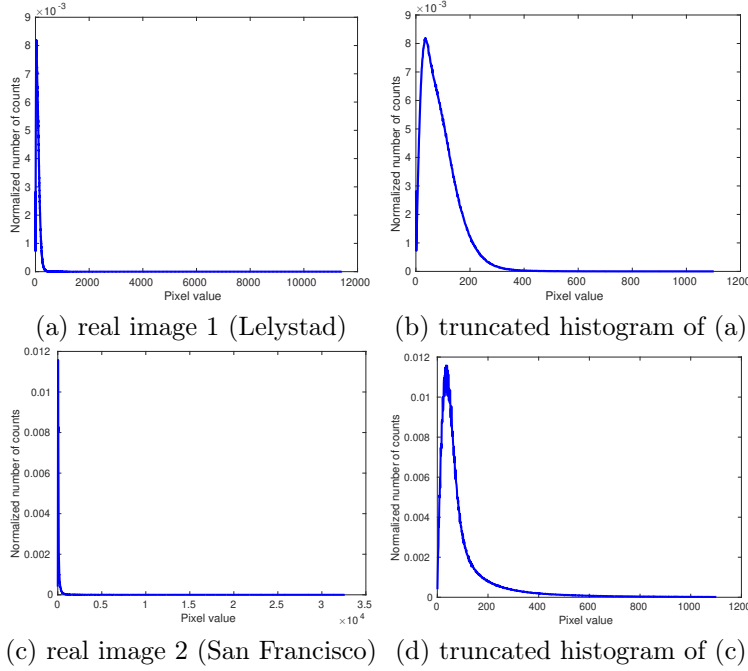 9 ×10⁻³
8
7
6
5
4
3
2
1
0
Normalized number of counts
0 2000 4000 6000 8000 10000 12000
Pixel value
(a) real image 1 (Lelystad)
9 ×10⁻³
8
7
6
5
4
3
2
1
0
Normalized number of counts
0 200 400 600 800 1000 1200
Pixel value
(b) truncated histogram of (a)
0.012
0.01
0.008
0.006
0.004
0.002
0
Normalized number of counts
0 0.5 1 1.5 2 2.5 3 3.5
Pixel value ×10⁴
(c) real image 2 (San Francisco)
0.012
0.01
0.008
0.006
0.004
0.002
0
Normalized number of counts
0 200 400 600 800 1000 1200
Pixel value
(d) truncated histogram of (c)